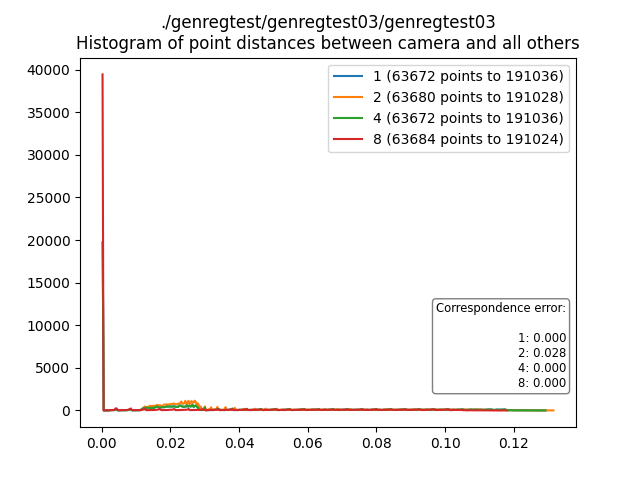 ./genregtest/genregtest03/genregtest03
Histogram of point distances between camera and all others
40000
35000
30000
25000
20000
15000
10000
5000
0
0.00
0.02
0.04
0.06
0.08
0.10
0.12
1 (63672 points to 191036)
2 (63680 points to 191028)
4 (63672 points to 191036)
8 (63684 points to 191024)
Correspondence error:
1: 0.000
2: 0.028
4: 0.000
8: 0.000